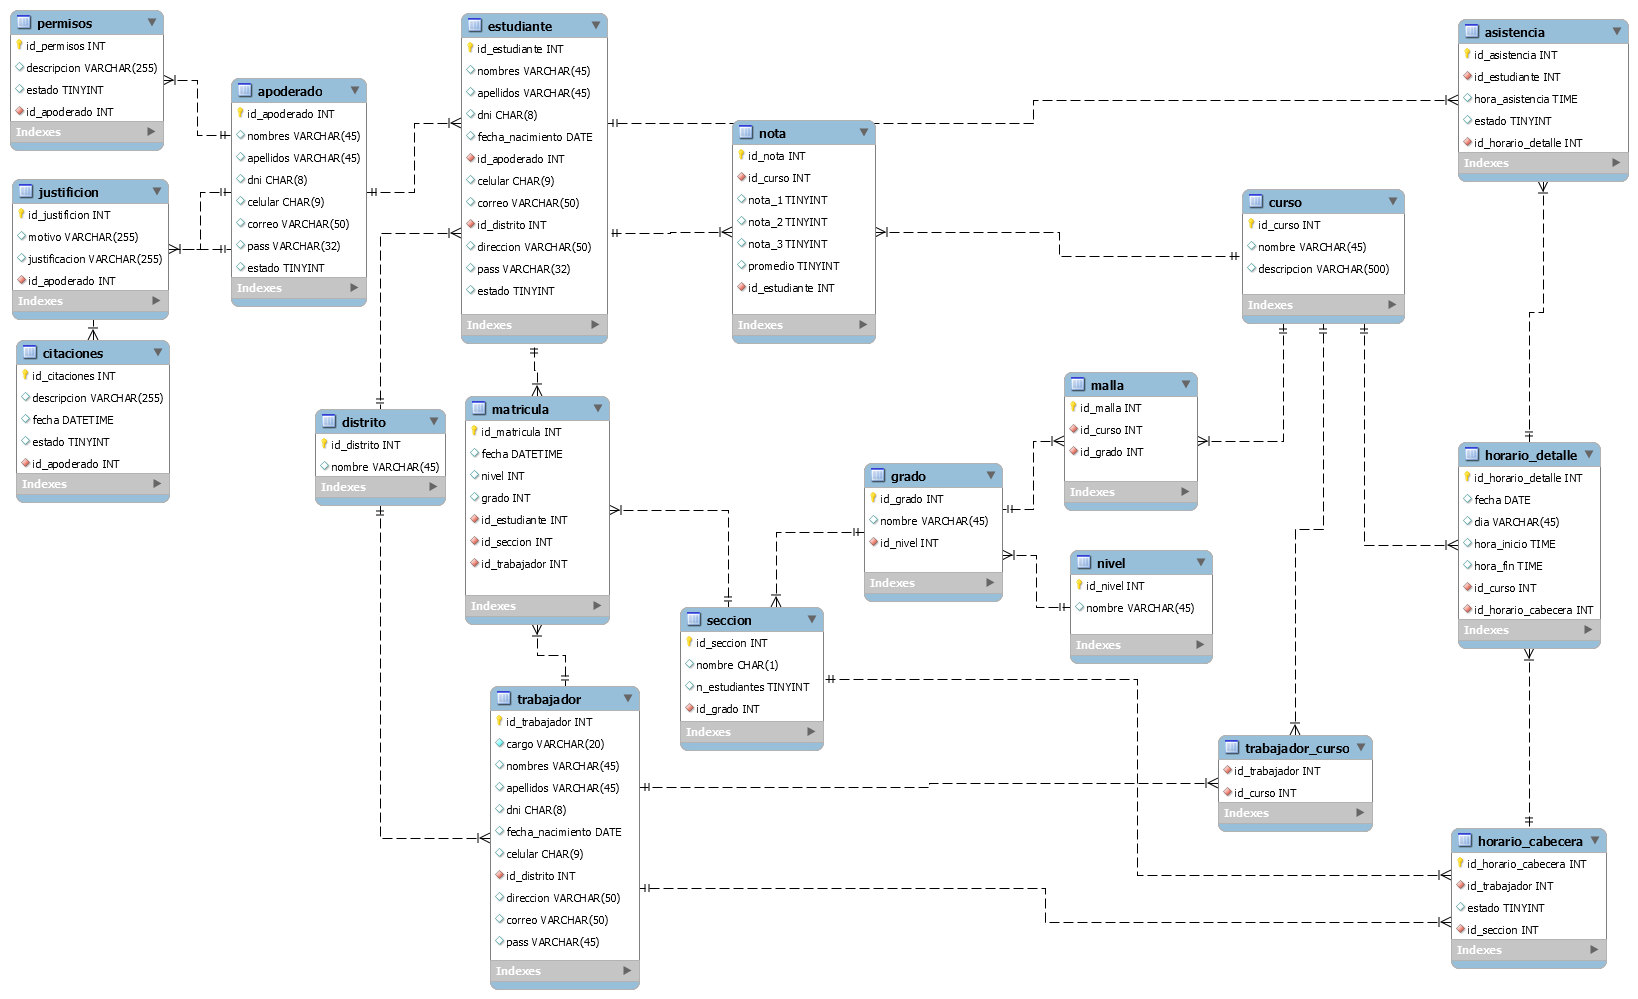 permisos
id_permisos INT
descripcion VARCHAR(255)
estado TINYINT
id_apoderado INT
Indexes
justificion
id_justificion INT
motivo VARCHAR(255)
justificacion VARCHAR(255)
id_apoderado INT
Indexes
citaciones
id_citaciones INT
descripcion VARCHAR(255)
fecha DATETIME
estado TINYINT
id_apoderado INT
Indexes
apoderado
id_apoderado INT
nombres VARCHAR(45)
apellidos VARCHAR(45)
dni CHAR(8)
celular CHAR(9)
correo VARCHAR(50)
pass VARCHAR(32)
estado TINYINT
Indexes
distrito
id_distrito INT
nombre VARCHAR(45)
Indexes
estudiante
id_estudiante INT
nombres VARCHAR(45)
apellidos VARCHAR(45)
dni CHAR(8)
fecha_nacimiento DATE
id_apoderado INT
celular CHAR(9)
correo VARCHAR(50)
id_distrito INT
direccion VARCHAR(50)
pass VARCHAR(32)
estado TINYINT
Indexes
matricula
id_matricula INT
fecha DATETIME
nivel INT
grado INT
id_estudiante INT
id_seccion INT
id_trabajador INT
Indexes
trabajador
id_trabajador INT
cargo VARCHAR(20)
nombres VARCHAR(45)
apellidos VARCHAR(45)
dni CHAR(8)
fecha_nacimiento DATE
celular CHAR(9)
id_distrito INT
direccion VARCHAR(50)
correo VARCHAR(50)
pass VARCHAR(45)
Indexes
nota
id_nota INT
id_curso INT
nota_1 TINYINT
nota_2 TINYINT
nota_3 TINYINT
promedio TINYINT
id_estudiante INT
Indexes
seccion
id_seccion INT
nombre CHAR(1)
n_estudiantes TINYINT
id_grado INT
Indexes
grado
id_grado INT
nombre VARCHAR(45)
id_nivel INT
Indexes
malla
id_malla INT
id_curso INT
id_grado INT
Indexes
nivel
id_nivel INT
nombre VARCHAR(45)
Indexes
curso
id_curso INT
nombre VARCHAR(45)
descripcion VARCHAR(500)
Indexes
trabajador_curso
id_trabajador INT
id_curso INT
Indexes
asistencia
id_asistencia INT
id_estudiante INT
hora_asistencia TIME
estado TINYINT
id_horario_detalle INT
Indexes
horario_detalle
id_horario_detalle INT
fecha DATE
dia VARCHAR(45)
hora_inicio TIME
hora_fin TIME
id_curso INT
id_horario_cabecera INT
Indexes
horario_cabecera
id_horario_cabecera INT
id_trabajador INT
estado TINYINT
id_seccion INT
Indexes